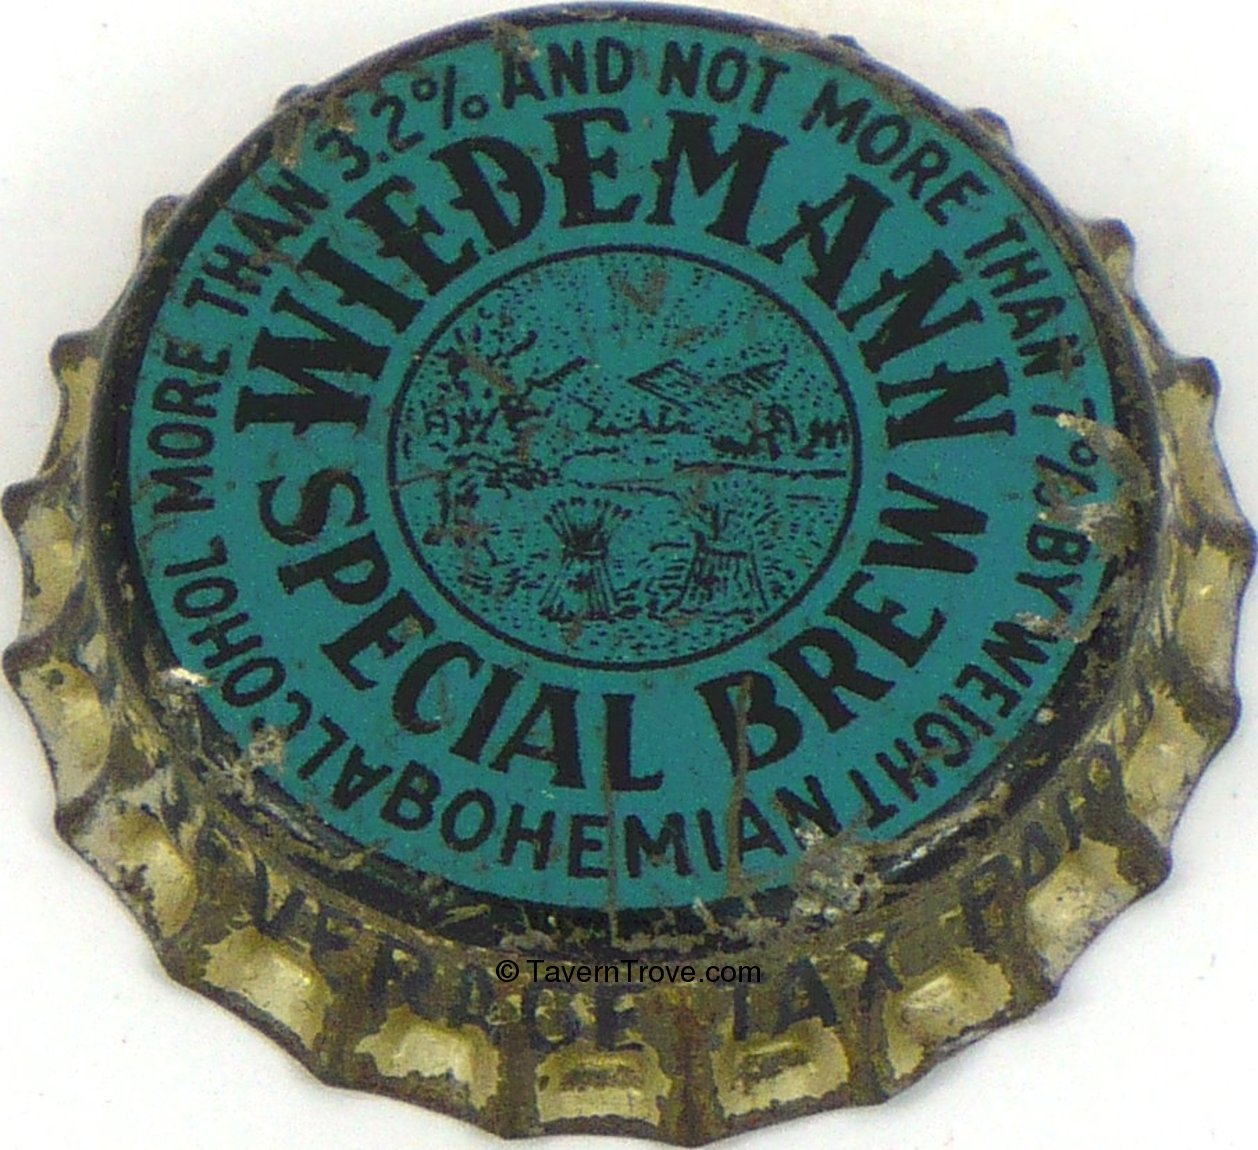 ALCOHOL MORE THAN 3.2% AND NOT MORE THAN 7% BY WEIGHT
WIEDEMANN
SPECIAL BREW
BOHEMIAN
TAX PAID
© TavernTrove.com